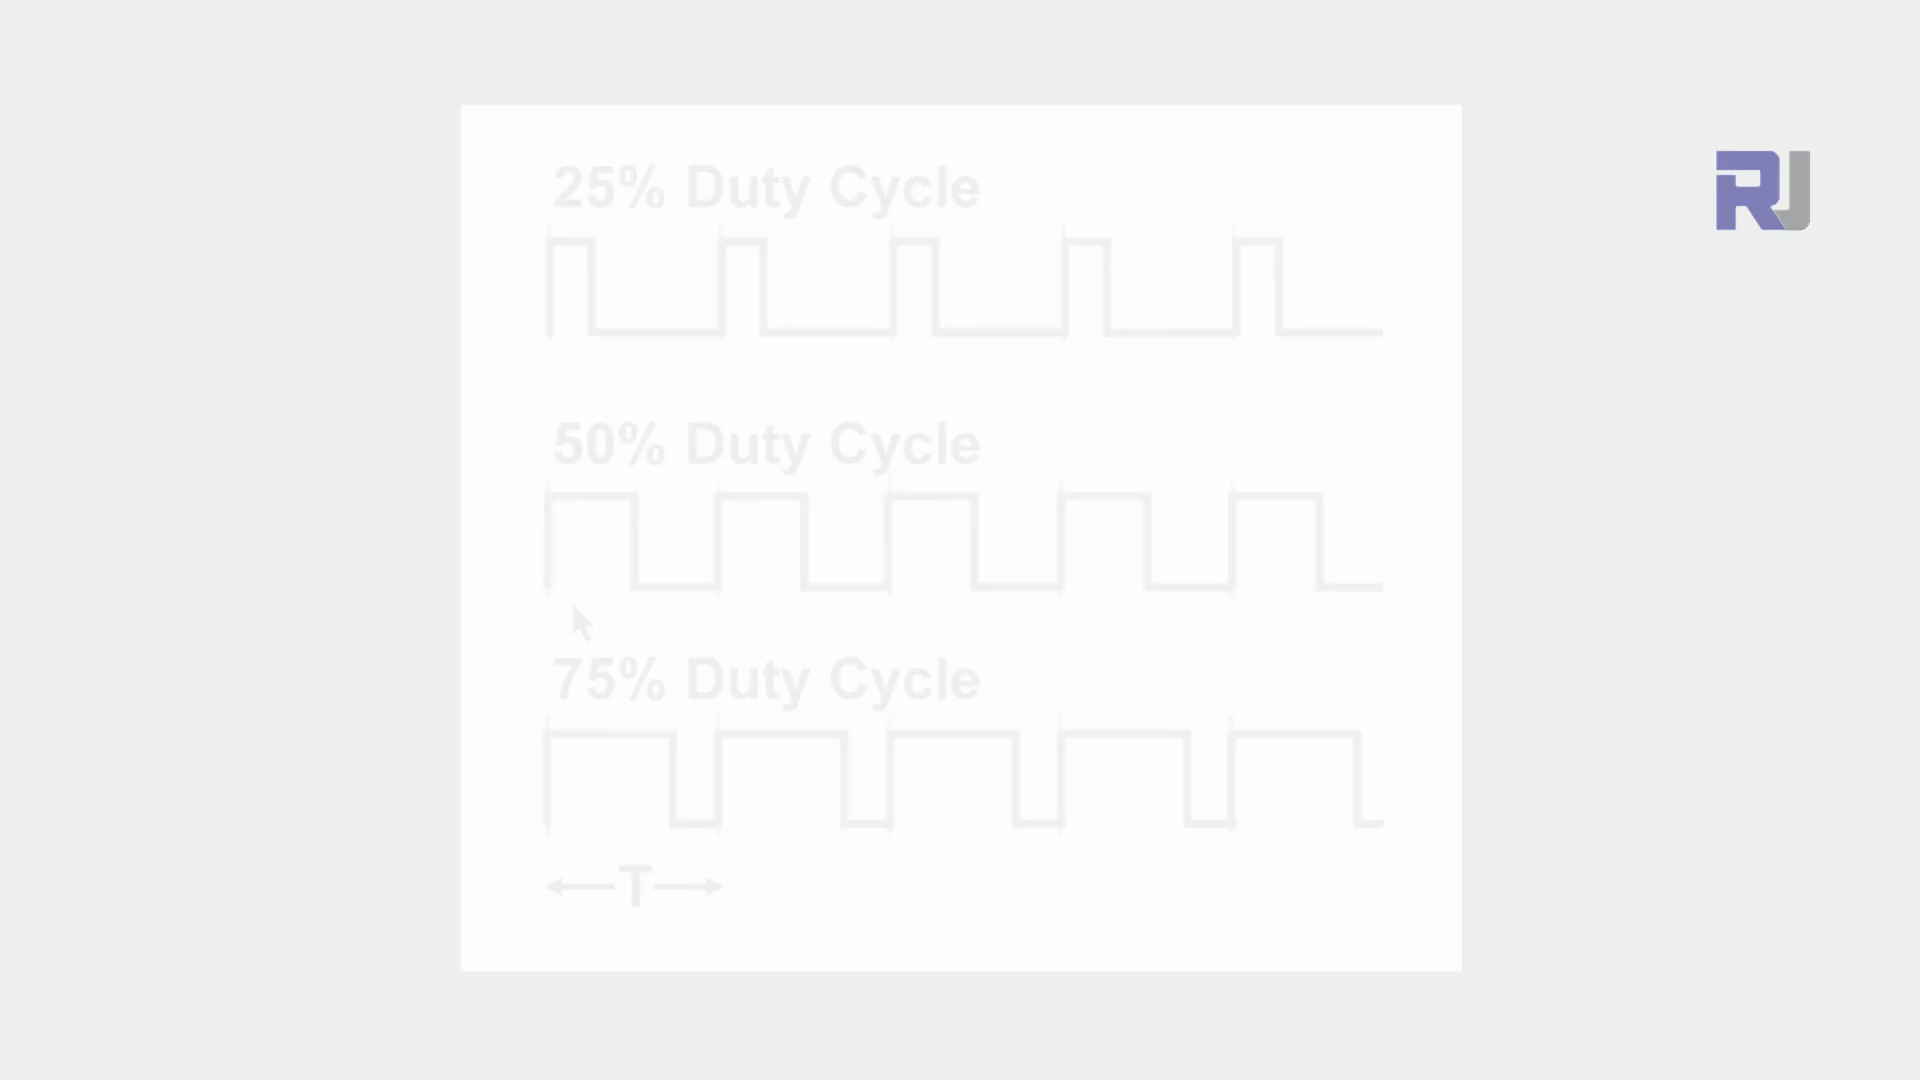 25% Duty Cycle
RJ
50% Duty Cycle
75% Duty Cycle
T